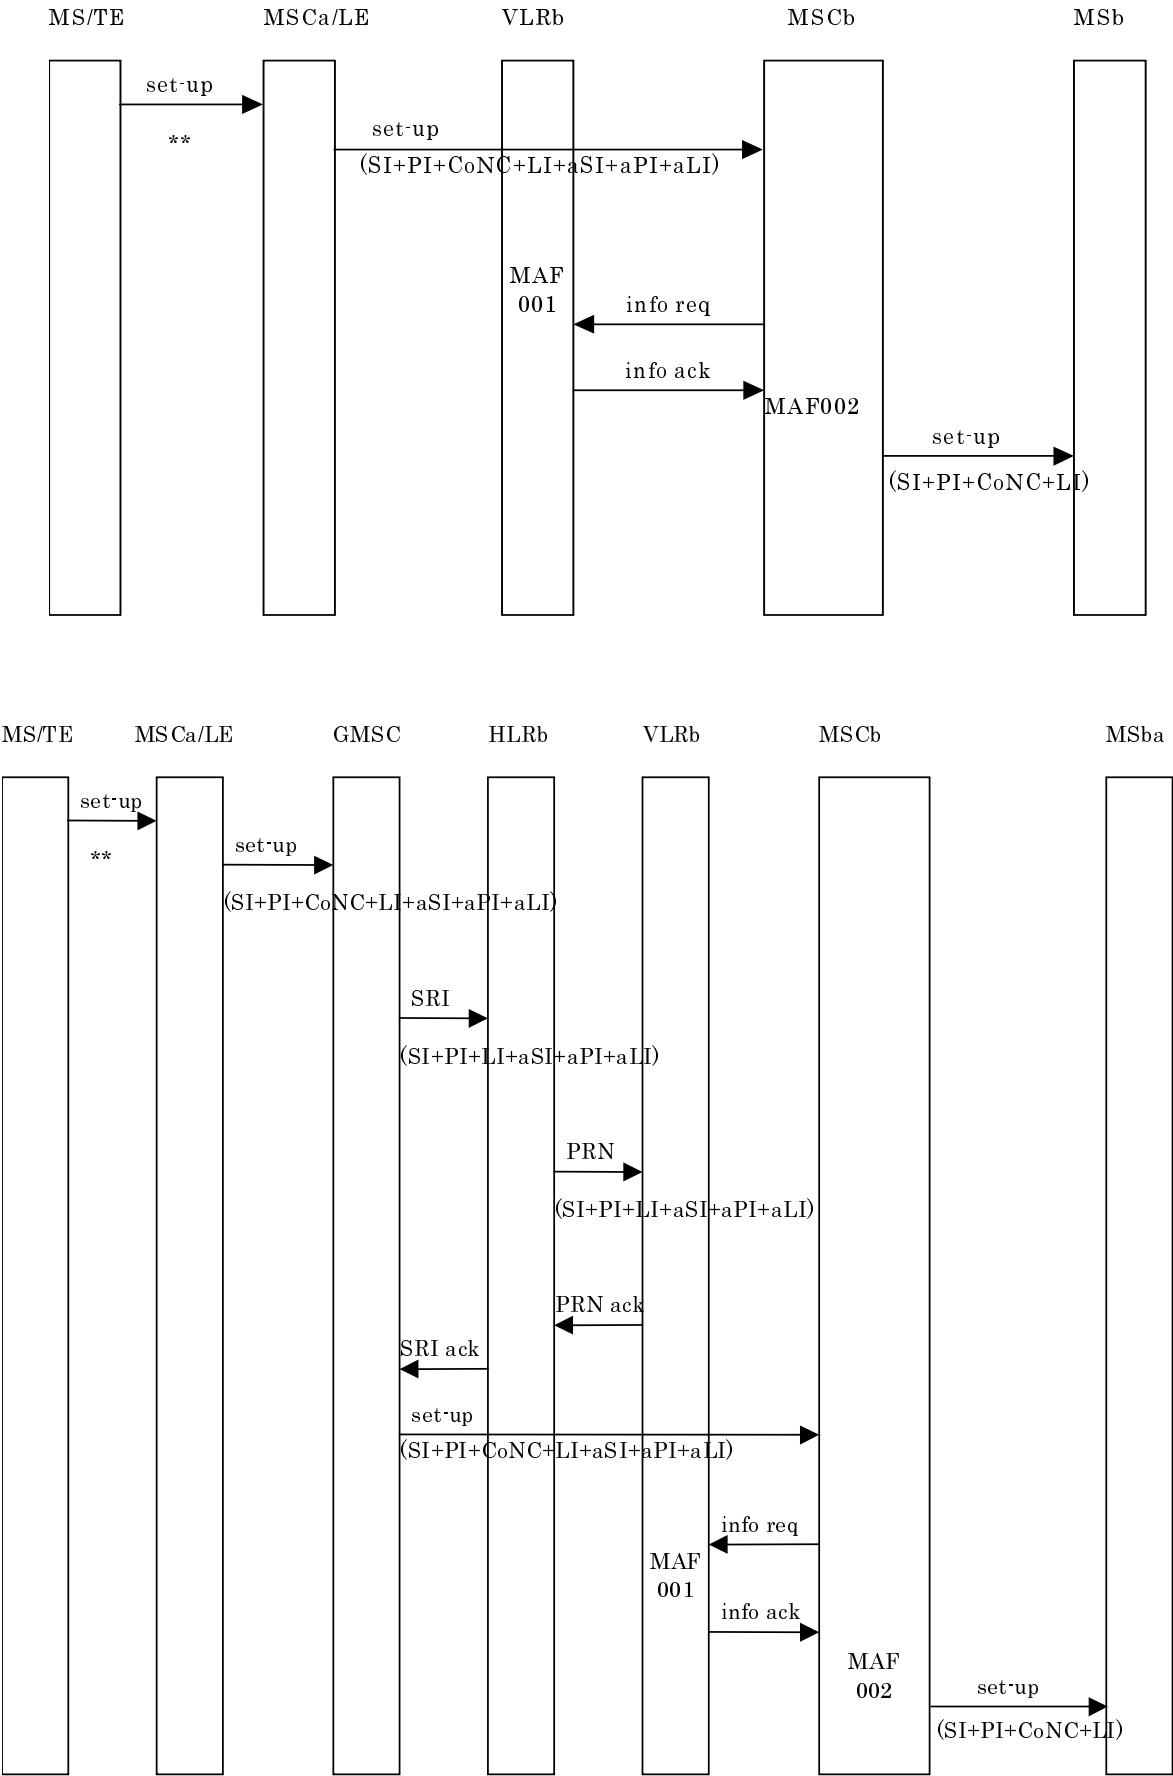 MS/TE MSCa/LE VLRb MSCb MSb
set-up
**
set-up
(SI+PI+CoNC+LI+aSI+aPI+aLI)
MAF
001
info req
info ack
MAF002
set-up
(SI+PI+CoNC+LI)
MS/TE MSCa/LE GMSC HLRb VLRb MSCb MSba
set-up
**
set-up
(SI+PI+CoNC+LI+aSI+aPI+aLI)
SRI
(SI+PI+LI+aSI+aPI+aLI)
PRN
(SI+PI+LI+aSI+aPI+aLI)
PRN ack
SRI ack
set-up
(SI+PI+CoNC+LI+aSI+aPI+aLI)
info req
MAF
001
info ack
MAF
002
set-up
(SI+PI+CoNC+LI)